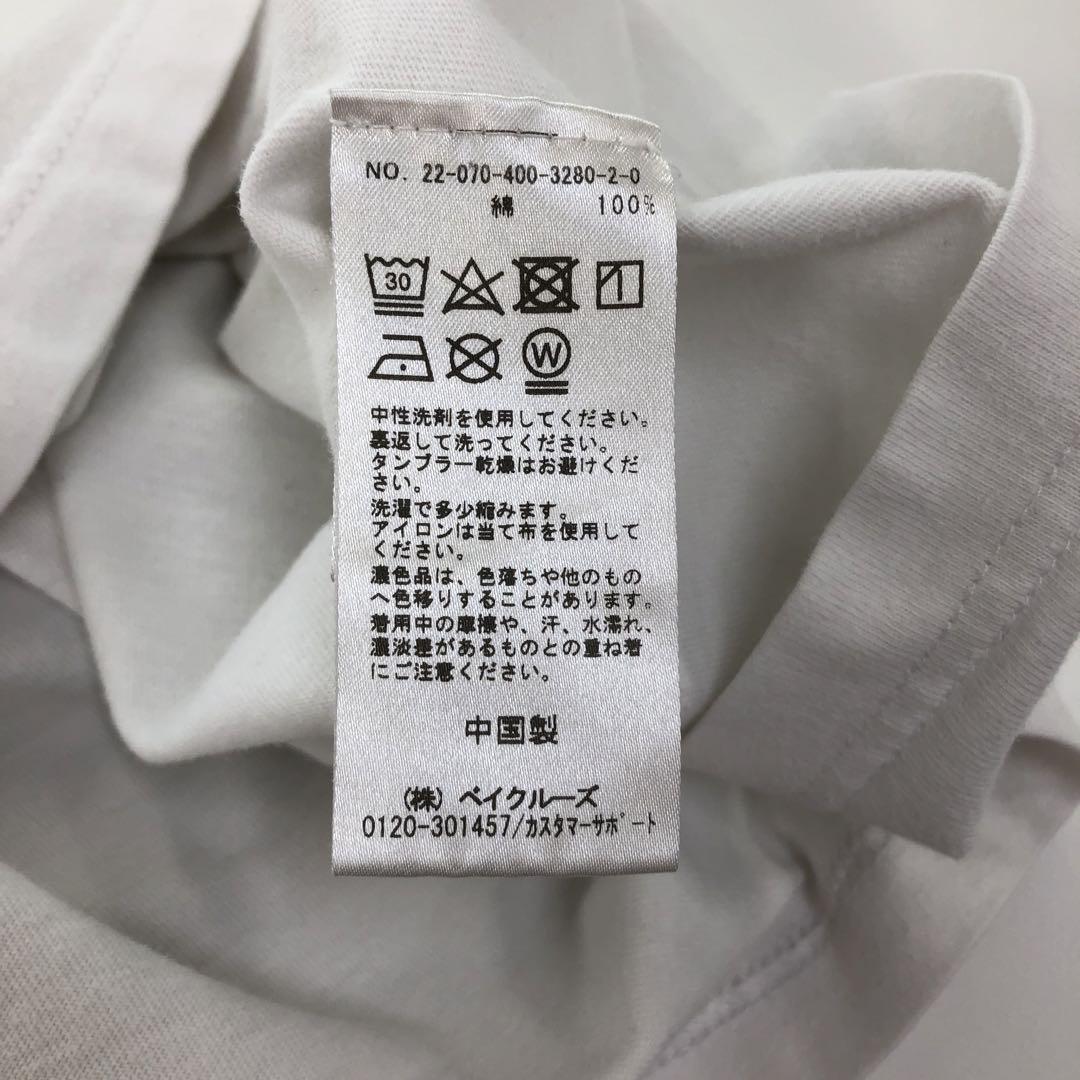 NO. 22-070-400-3280-2-0
綿 100%
30
W
中性洗剤を使用してください。
裏返して洗ってください。
タンブラー乾燥はお避けくだ
さい。
洗濯で多少縮みます。
アイロンは当て布を使用して
ください。
濃色品は、色落ちや他のもの
へ色移りすることがあります。
着用中の摩擦や、汗、水濡れ、
濃淡差があるものとの重ね着
にご注意ください。
中国製
(株) ベイクルーズ
0120-301457/カスタマーサポート